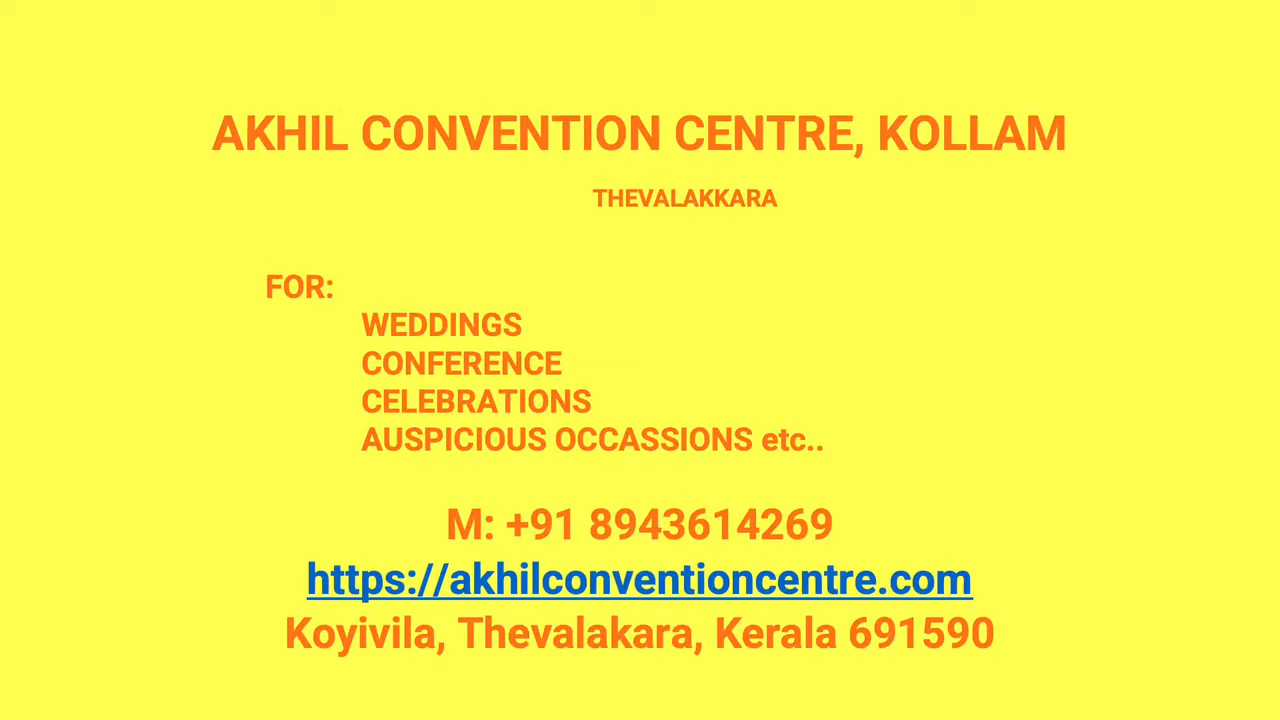 AKHIL CONVENTION CENTRE, KOLLAM
THEVALAKKARA
FOR:
WEDDINGS
CONFERENCE
CELEBRATIONS
AUSPICIOUS OCCASSIONS etc..
M: +91 8943614269
https://akhilconventioncentre.com
Koyivila, Thevalakara, Kerala 691590